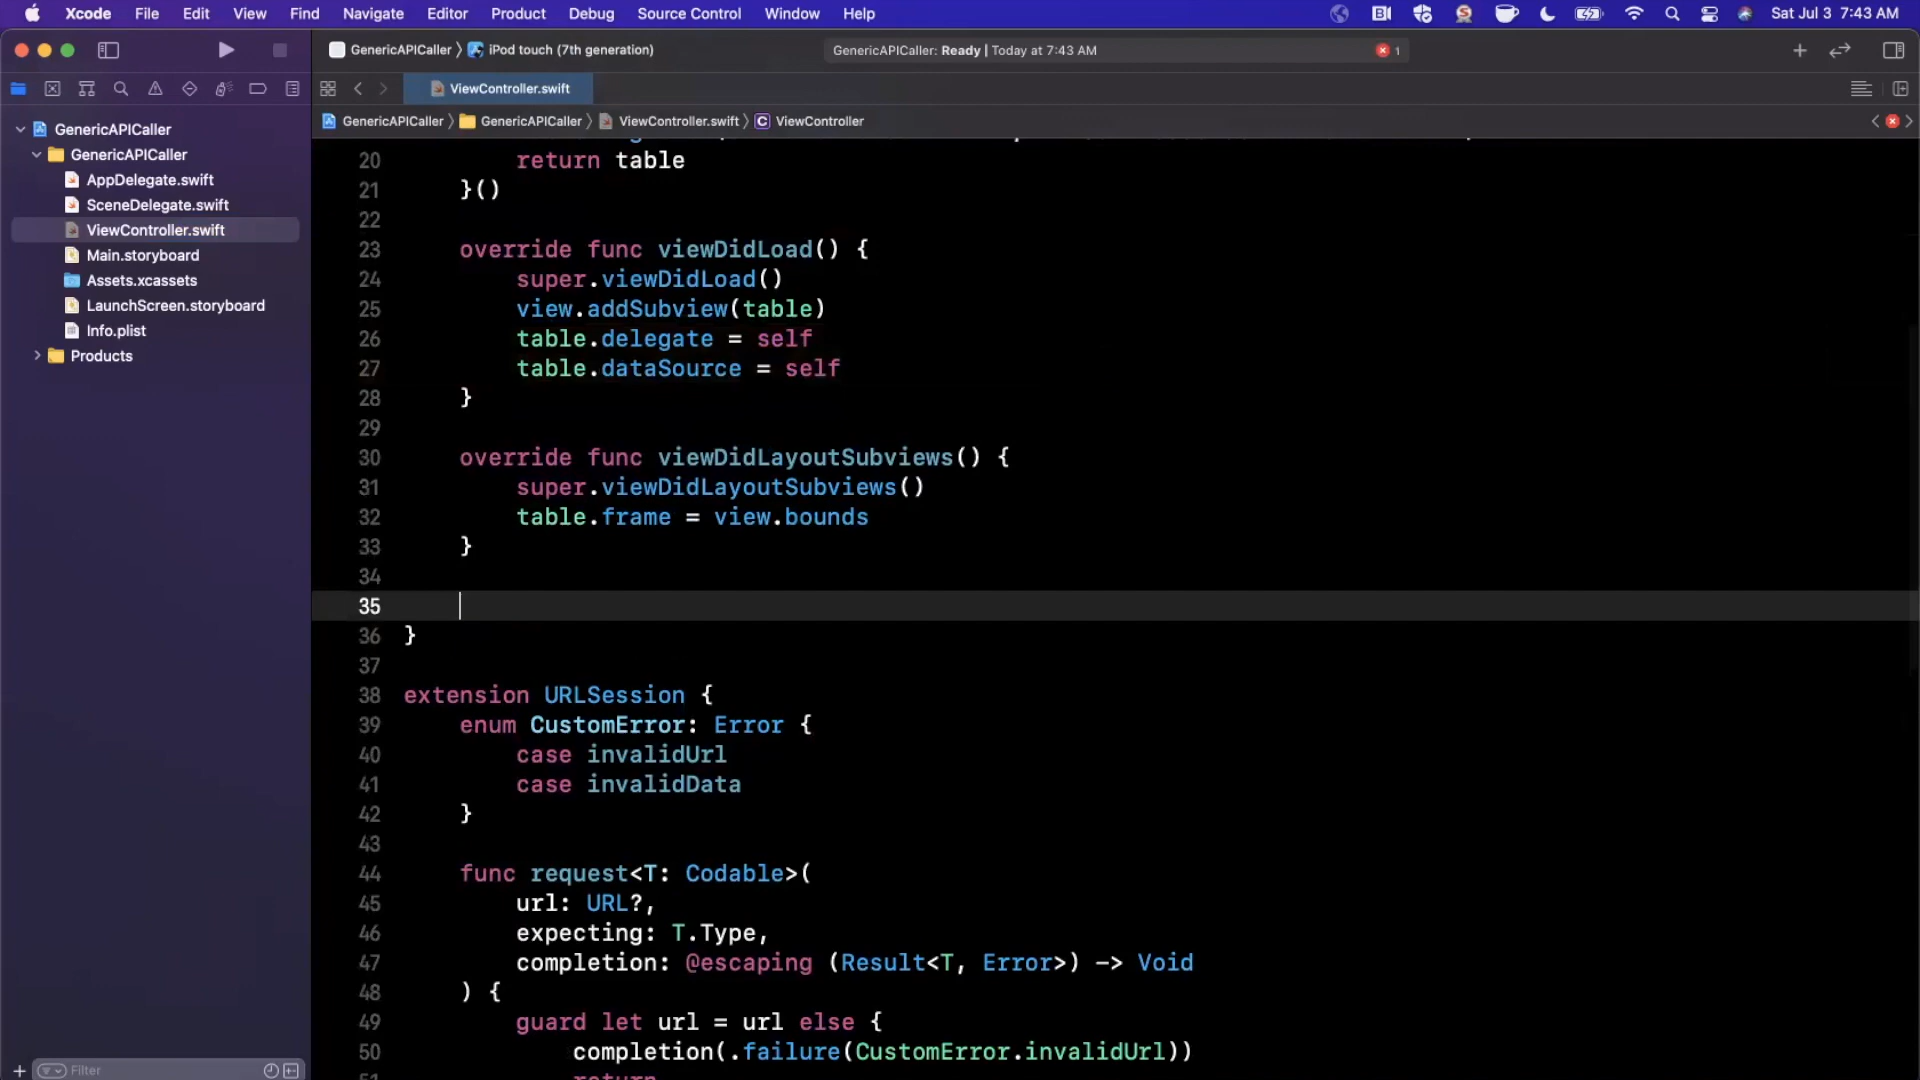 Xcode File Edit View Find Navigate Editor Product Debug Source Control Window Help Sat Jul 3 7:43 AM
GenericAPICaller iPod touch (7th generation) GenericAPICaller: Ready | Today at 7:43 AM 1
ViewController.swift
GenericAPICaller GenericAPICaller ViewController.swift C ViewController
GenericAPICaller
GenericAPICaller
AppDelegate.swift
SceneDelegate.swift
ViewController.swift
Main.storyboard
Assets.xcassets
LaunchScreen.storyboard
Info.plist
Products
Filter
20 return table
21 }()
22
23 override func viewDidLoad() {
24 super.viewDidLoad()
25 view.addSubview(table)
26 table.delegate = self
27 table.dataSource = self
28 }
29
30 override func viewDidLayoutSubviews() {
31 super.viewDidLayoutSubviews()
32 table.frame = view.bounds
33 }
34
35
36 }
37
38 extension URLSession {
39 enum CustomError: Error {
40 case invalidUrl
41 case invalidData
42 }
43
44 func request<T: Codable>(
45 url: URL?,
46 expecting: T.Type,
47 completion: @escaping (Result<T, Error>) -> Void
48 ) {
49 guard let url = url else {
50 completion(.failure(CustomError.invalidUrl))